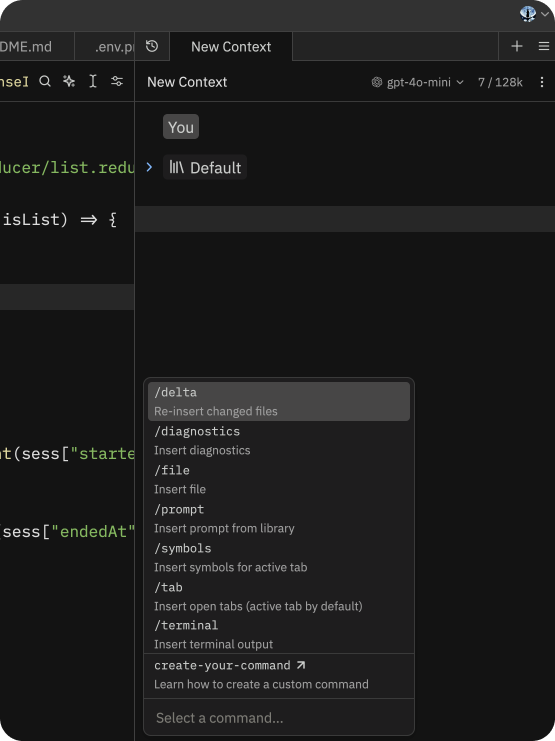 DME.md
.env.pr
New Context
nseI
New Context
gpt-4o-mini
7 / 128k
You
Default
ducer/list.redu
isList) => {
nt(sess["starte
(sess["endedAt"
/delta
Re-insert changed files
/diagnostics
Insert diagnostics
/file
Insert file
/prompt
Insert prompt from library
/symbols
Insert symbols for active tab
/tab
Insert open tabs (active tab by default)
/terminal
Insert terminal output
create-your-command ↗
Learn how to create a custom command
Select a command...